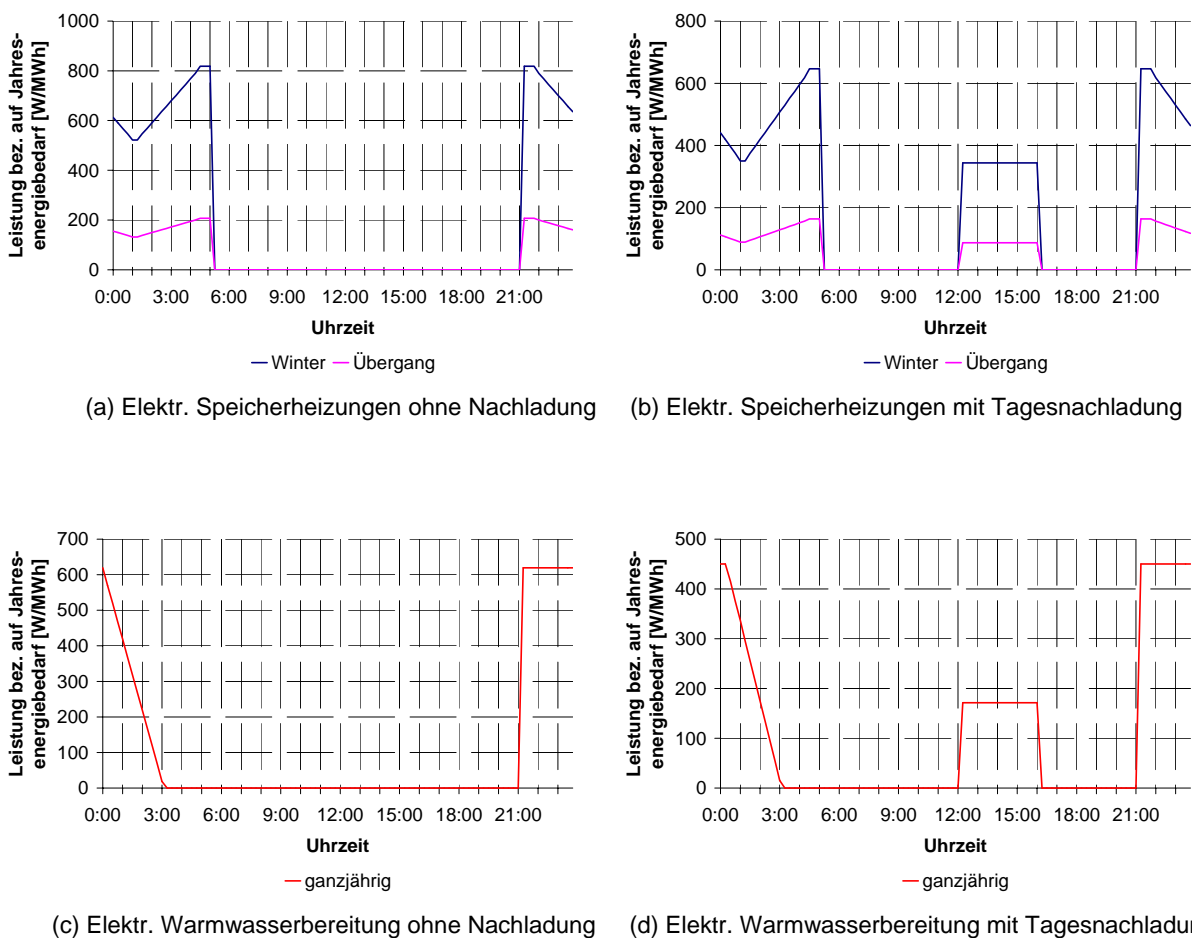 Leistung bez. auf Jahres-
energiebedarf [W/MWh]
1000
800
600
400
200
0
0:00 3:00 6:00 9:00 12:00 15:00 18:00 21:00
Uhrzeit
Winter Übergang
(a) Elektr. Speicherheizungen ohne Nachladung
Leistung bez. auf Jahres-
energiebedarf [W/MWh]
800
600
400
200
0
0:00 3:00 6:00 9:00 12:00 15:00 18:00 21:00
Uhrzeit
Winter Übergang
(b) Elektr. Speicherheizungen mit Tagesnachladung
Leistung bez. auf Jahres-
energiebedarf [W/MWh]
700
600
500
400
300
200
100
0
0:00 3:00 6:00 9:00 12:00 15:00 18:00 21:00
Uhrzeit
ganzjährig
(c) Elektr. Warmwasserbereitung ohne Nachladung
Leistung bez. auf Jahres-
energiebedarf [W/MWh]
500
400
300
200
100
0
0:00 3:00 6:00 9:00 12:00 15:00 18:00 21:00
Uhrzeit
ganzjährig
(d) Elektr. Warmwasserbereitung mit Tagesnachladu